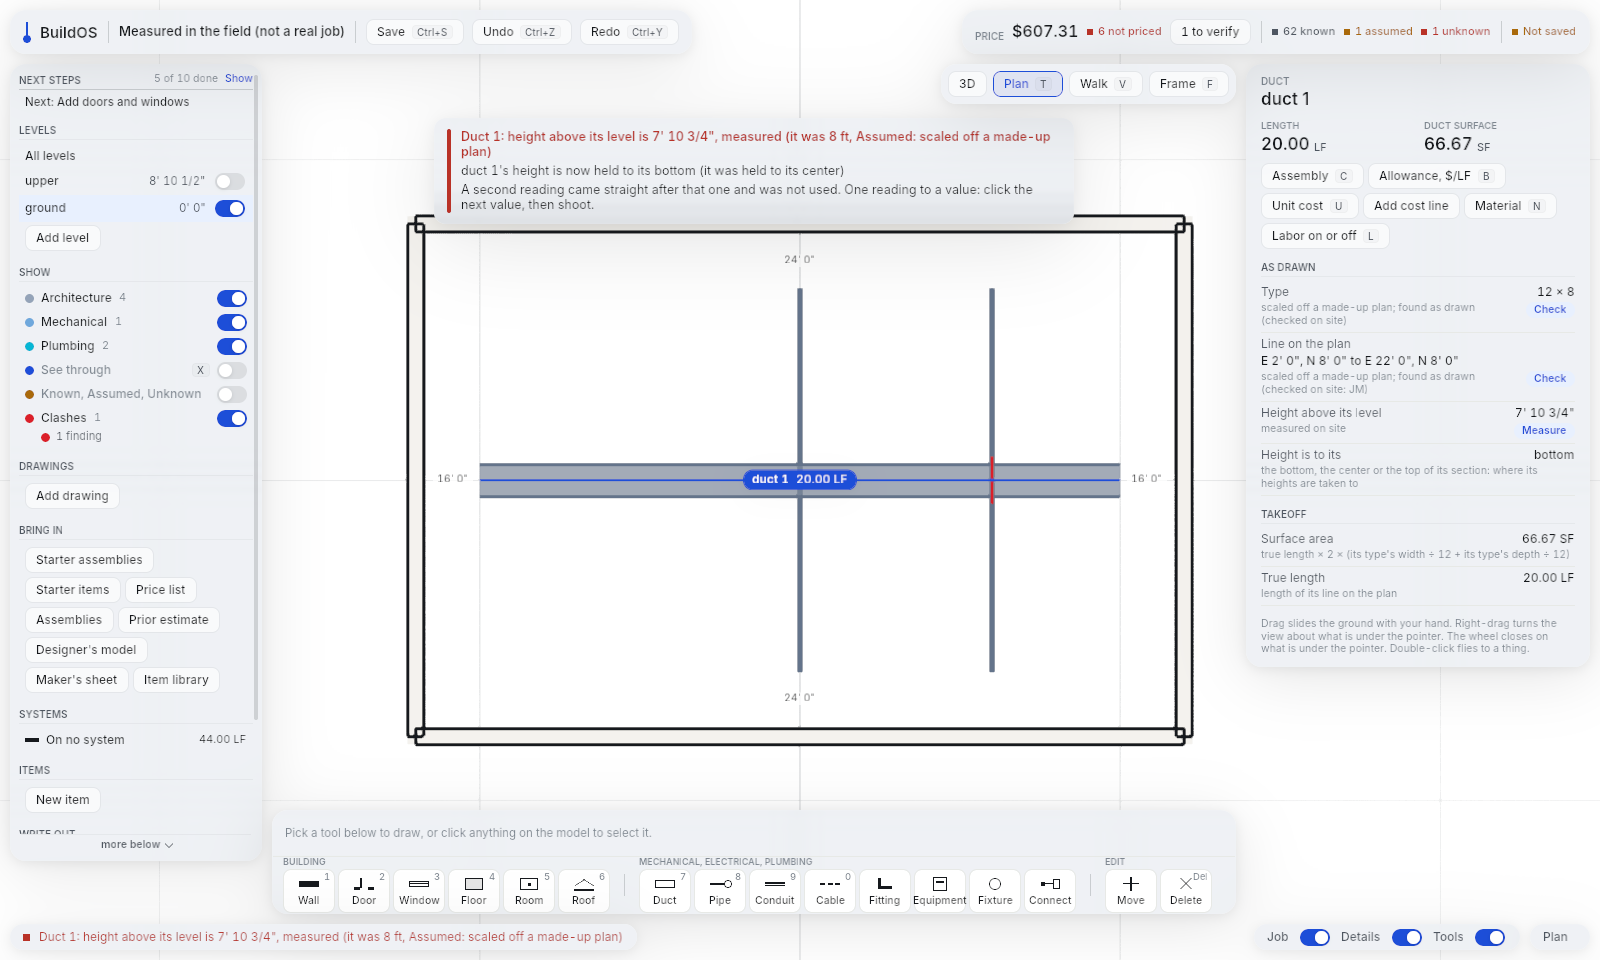 BuildOS
Measured in the field (not a real job)
Save Ctrl+S
Undo Ctrl+Z
Redo Ctrl+Y
PRICE $607.31
6 not priced
1 to verify
62 known
1 assumed
1 unknown
Not saved
3D
Plan T
Walk V
Frame F
NEXT STEPS
5 of 10 done Show
Next: Add doors and windows
LEVELS
All levels
upper 8' 10 1/2"
ground 0' 0"
Add level
SHOW
Architecture 4
Mechanical 1
Plumbing 2
See through X
Known, Assumed, Unknown
Clashes 1
1 finding
DRAWINGS
Add drawing
BRING IN
Starter assemblies
Starter items Price list
Assemblies Prior estimate
Designer's model
Maker's sheet Item library
SYSTEMS
On no system 44.00 LF
ITEMS
New item
WRITE OUT
more below
Duct 1: height above its level is 7' 10 3/4", measured (it was 8 ft, Assumed: scaled off a made-up
plan)
duct 1's height is now held to its bottom (it was held to its center)
A second reading came straight after that one and was not used. One reading to a value: click the
next value, then shoot.
24' 0"
16' 0"
duct 1 20.00 LF
16' 0"
24' 0"
DUCT
duct 1
LENGTH DUCT SURFACE
20.00 LF 66.67 SF
Assembly C
Allowance, $/LF B
Unit cost U
Add cost line
Material N
Labor on or off L
AS DRAWN
Type 12 × 8
scaled off a made-up plan; found as drawn
(checked on site)
Check
Line on the plan
E 2' 0", N 8' 0" to E 22' 0", N 8' 0"
scaled off a made-up plan; found as drawn
(checked on site: JM)
Check
Height above its level 7' 10 3/4"
measured on site Measure
Height is to its bottom
the bottom, the center or the top of its section: where its
heights are taken to
TAKEOFF
Surface area 66.67 SF
true length × 2 × (its type's width ÷ 12 + its type's depth ÷ 12)
True length 20.00 LF
length of its line on the plan
Drag slides the ground with your hand. Right-drag turns the
view about what is under the pointer. The wheel closes on
what is under the pointer. Double-click flies to a thing.
Pick a tool below to draw, or click anything on the model to select it.
BUILDING
Wall 1
Door 2
Window 3
Floor 4
Room 5
Roof 6
MECHANICAL, ELECTRICAL, PLUMBING
Duct 7
Pipe 8
Conduit 9
Cable 0
Fitting
Equipment
Fixture
Connect
EDIT
Move
Delete Del
Duct 1: height above its level is 7' 10 3/4", measured (it was 8 ft, Assumed: scaled off a made-up plan)
Job
Details
Tools
Plan